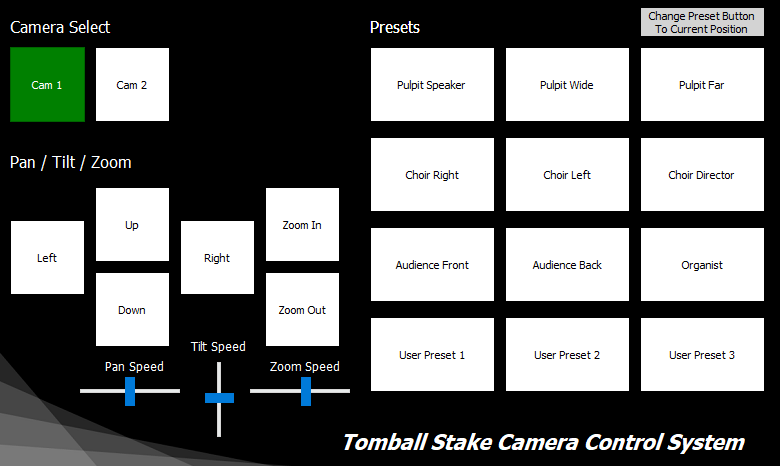 Camera Select
Cam 1
Cam 2
Pan / Tilt / Zoom
Left
Up
Down
Right
Zoom In
Zoom Out
Pan Speed
Tilt Speed
Zoom Speed
Presets
Change Preset Button
To Current Position
Pulpit Speaker
Pulpit Wide
Pulpit Far
Choir Right
Choir Left
Choir Director
Audience Front
Audience Back
Organist
User Preset 1
User Preset 2
User Preset 3
Tomball Stake Camera Control System